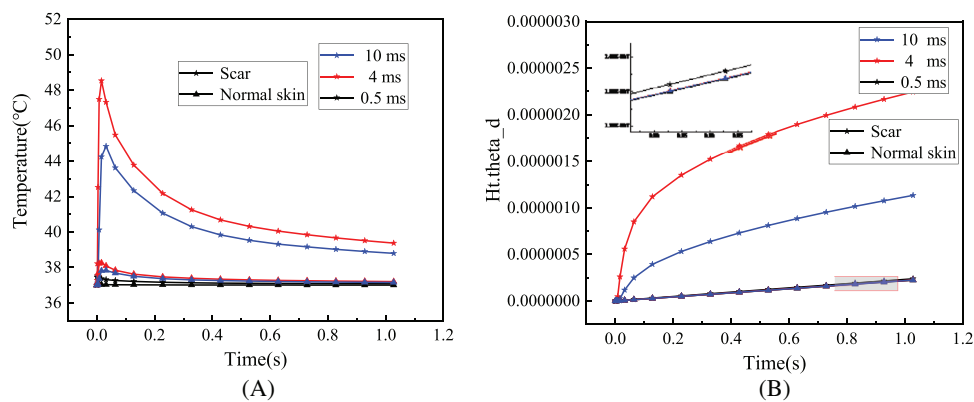 (A)
52
50
48
46
44
42
40
38
36
Temperature(°C)
0.0 0.2 0.4 0.6 0.8 1.0 1.2
Time(s)
Scar
Normal skin
10 ms
4 ms
0.5 ms
(B)
0.0000030
0.0000025
0.0000020
0.0000015
0.0000010
0.0000005
0.0000000
Ht.theta_d
0.0 0.2 0.4 0.6 0.8 1.0 1.2
Time(s)
10 ms
4 ms
0.5 ms
Scar
Normal skin